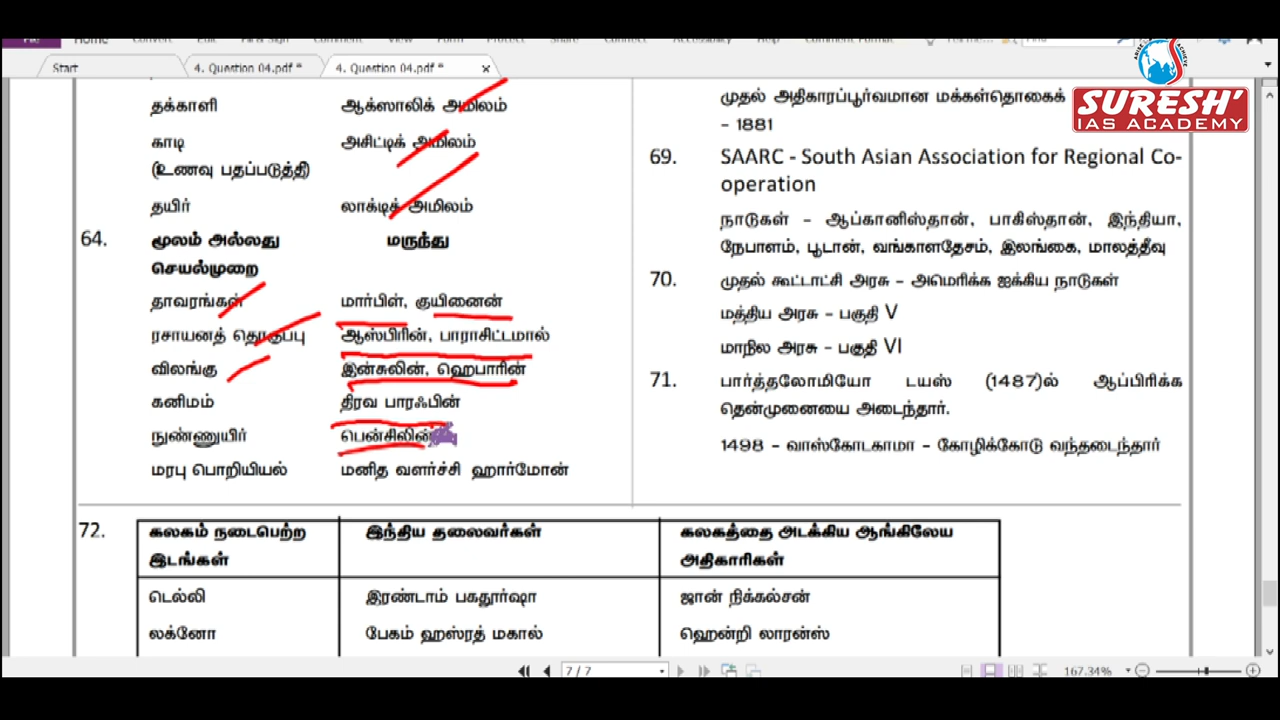 Start
4. Question 04.pdf *
4. Question 04.pdf *
SURESH'
IAS ACADEMY
தக்காளி ஆக்ஸாலிக் அமிலம்
காடி அசிட்டிக் அமிலம்
(உணவு பதப்படுத்தி)
தயிர் லாக்டிக் அமிலம்
64. மூலம் அல்லது மருந்து
செயல்முறை
தாவரங்கள் மார்பிள், குயினைன்
ரசாயனத் தொகுப்பு ஆஸ்பிரின், பாராசிட்டமால்
விலங்கு இன்சுலின், ஹெபாரின்
கனிமம் திரவ பாரஃபின்
நுண்ணுயிர் பென்சிலின்
மரபு பொறியியல் மனித வளர்ச்சி ஹார்மோன்
முதல் அதிகாரப்பூர்வமான மக்கள்தொகைக்
- 1881
69. SAARC - South Asian Association for Regional Co-
operation
நாடுகள் - ஆப்கானிஸ்தான், பாகிஸ்தான், இந்தியா,
நேபாளம், பூடான், வங்காளதேசம், இலங்கை, மாலத்தீவு
70. முதல் கூட்டாட்சி அரசு - அமெரிக்க ஐக்கிய நாடுகள்
மத்திய அரசு - பகுதி V
மாநில அரசு - பகுதி VI
71. பார்த்தலோமியோ டயஸ் (1487)ல் ஆப்பிரிக்க
தென்முனையை அடைந்தார்.
1498 - வாஸ்கோடகாமா - கோழிக்கோடு வந்தடைந்தார்
72. கலகம் நடைபெற்ற இந்திய தலைவர்கள் கலகத்தை அடக்கிய ஆங்கிலேய
இடங்கள் அதிகாரிகள்
டெல்லி இரண்டாம் பகதூர்ஷா ஜான் நிக்கல்சன்
லக்னோ பேகம் ஹஸ்ரத் மகால் ஹென்றி லாரன்ஸ்
7 / 7
167.34%